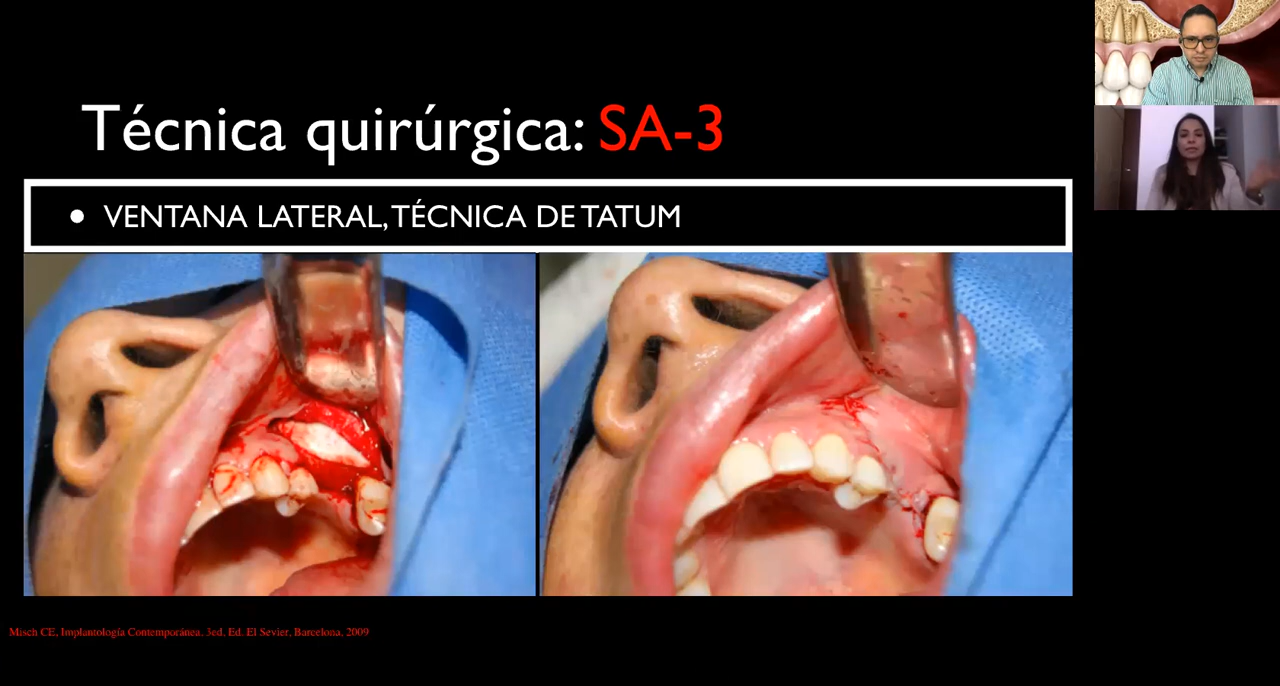 Técnica quirúrgica: SA-3
• VENTANA LATERAL, TÉCNICA DE TATUM
Misch CE, Implantología Contemporánea, 3ed, Ed. El Sevier, Barcelona, 2009